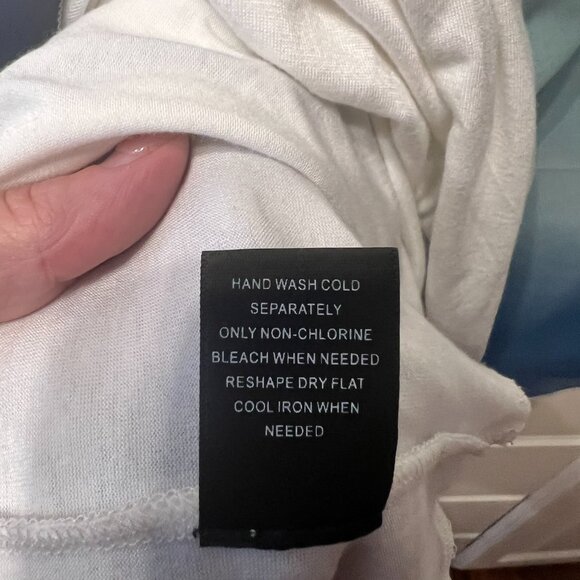 HAND WASH COLD
SEPARATELY
ONLY NON-CHLORINE
BLEACH WHEN NEEDED
RESHAPE DRY FLAT
COOL IRON WHEN
NEEDED